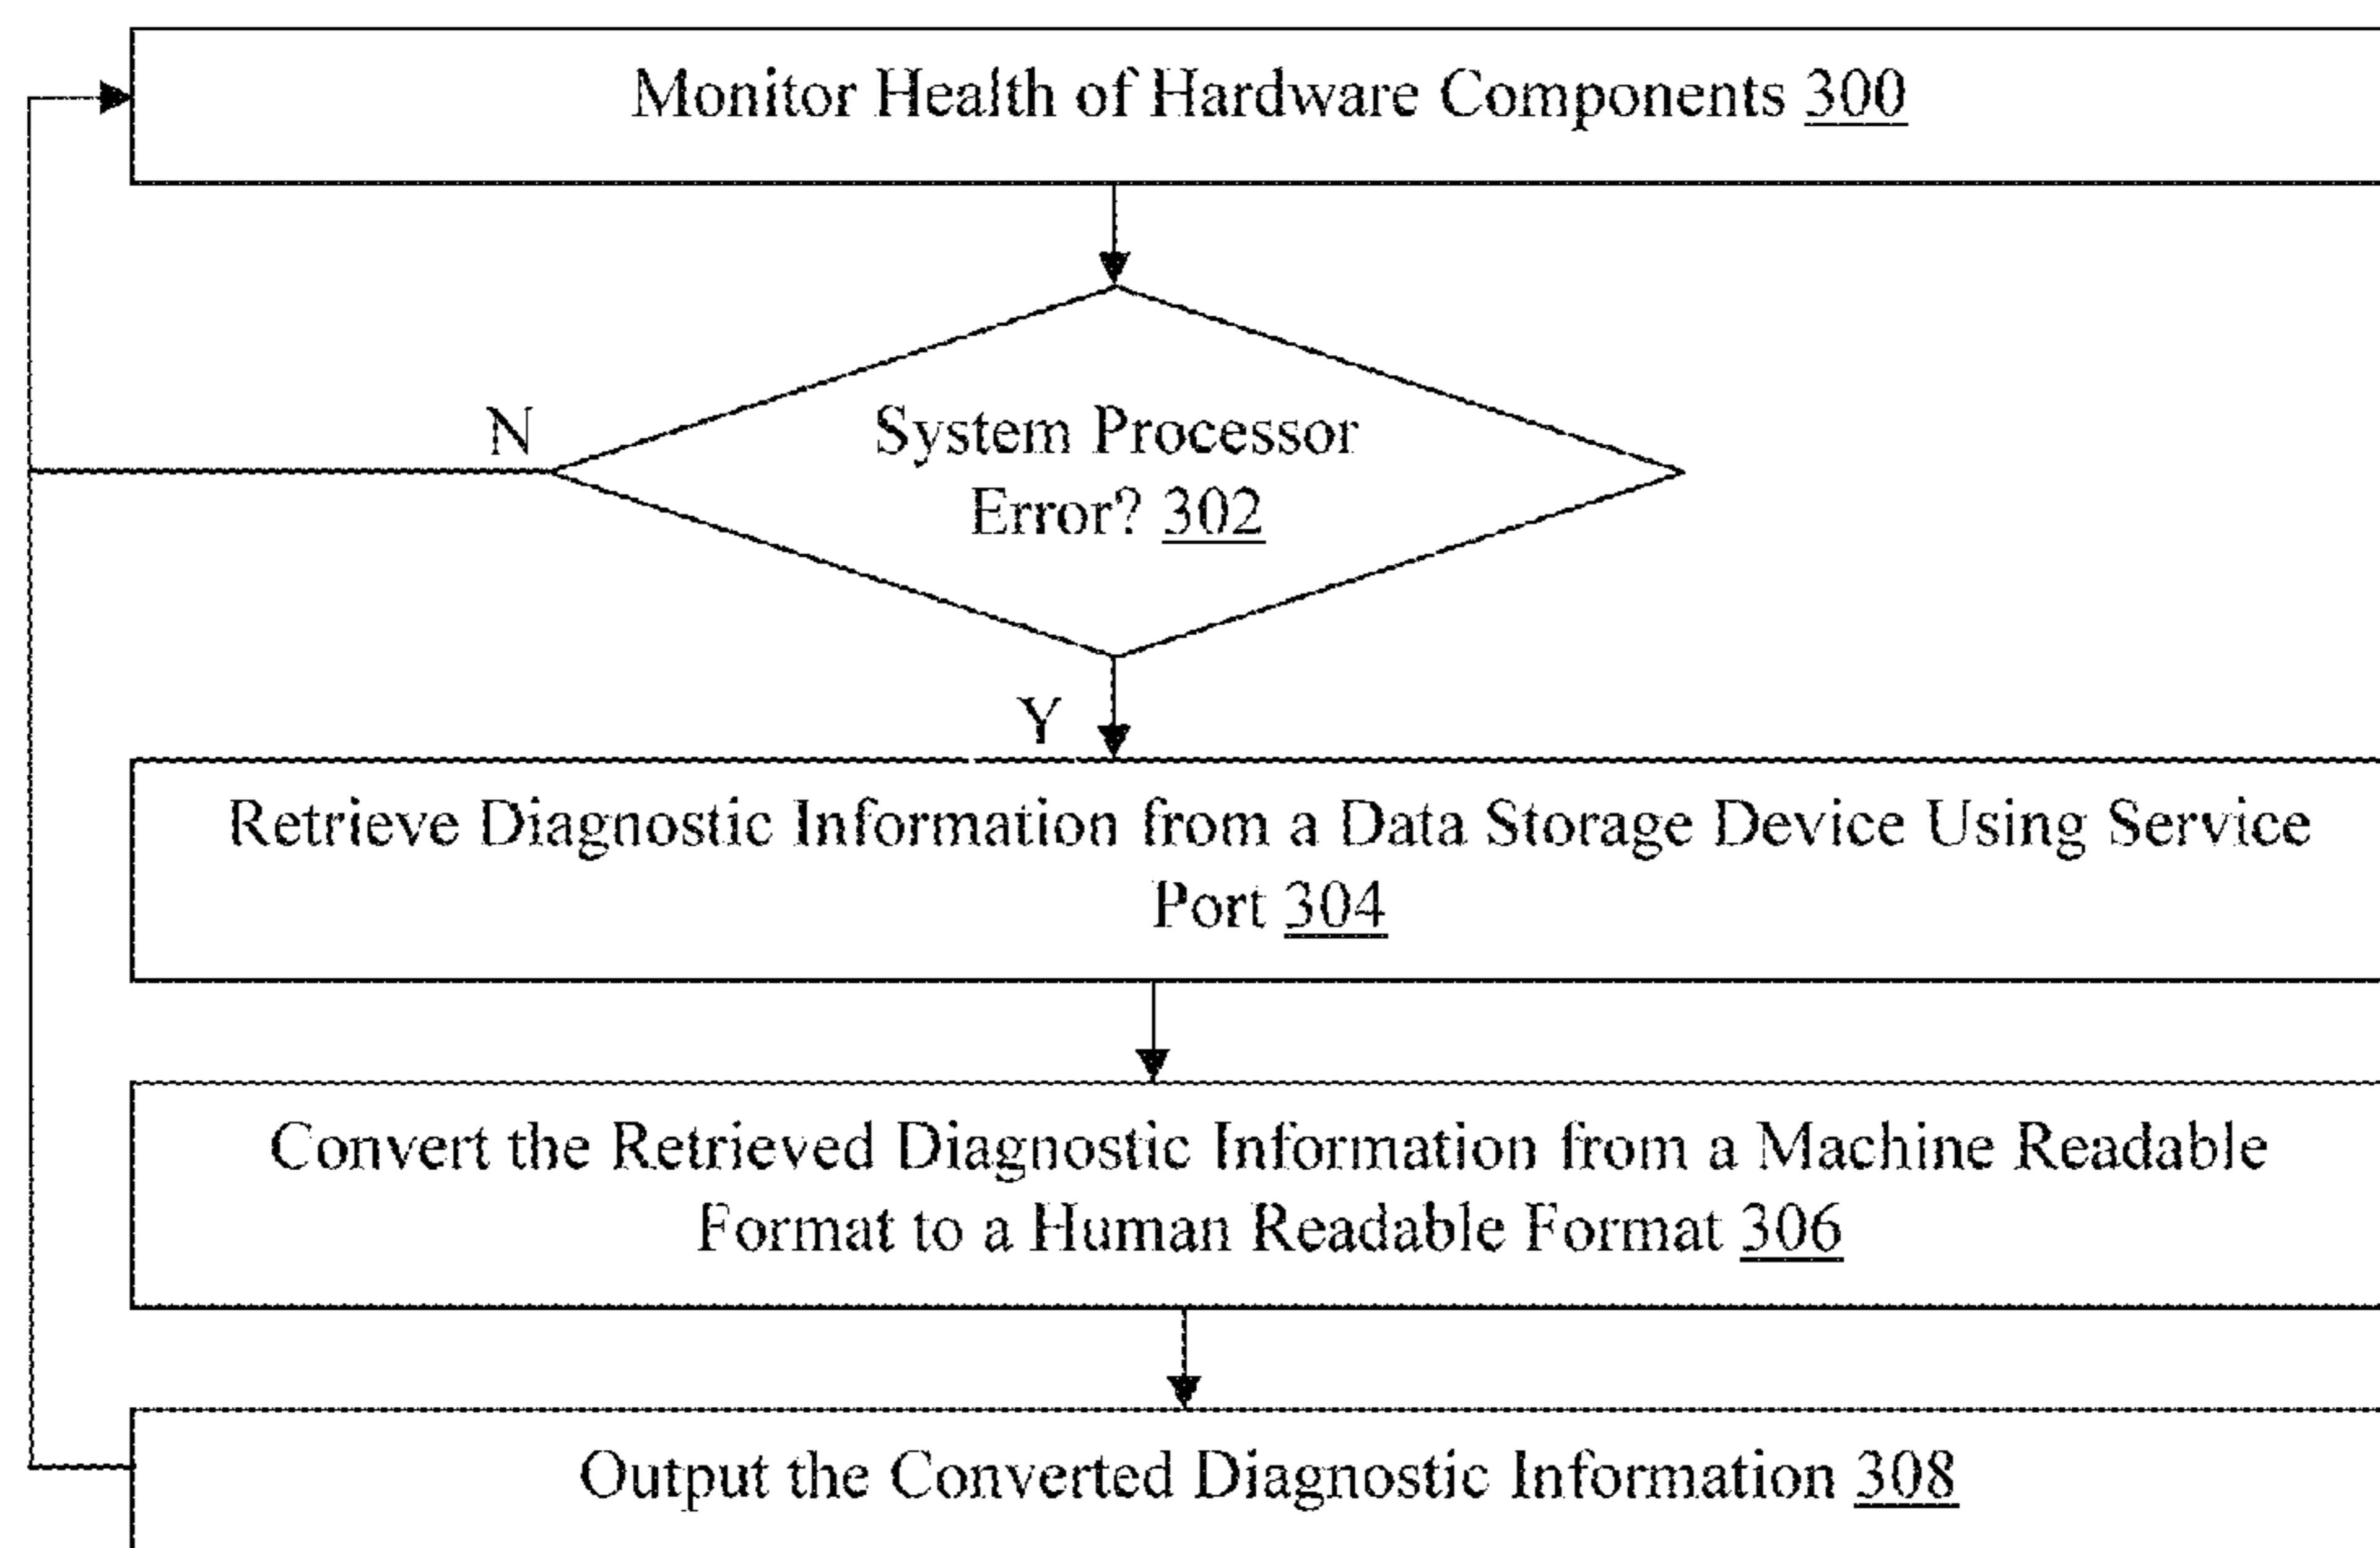 Monitor Health of Hardware Components 300
N
System Processor
Error? 302
Y
Retrieve Diagnostic Information from a Data Storage Device Using Service
Port 304
Convert the Retrieved Diagnostic Information from a Machine Readable
Format to a Human Readable Format 306
Output the Converted Diagnostic Information 308